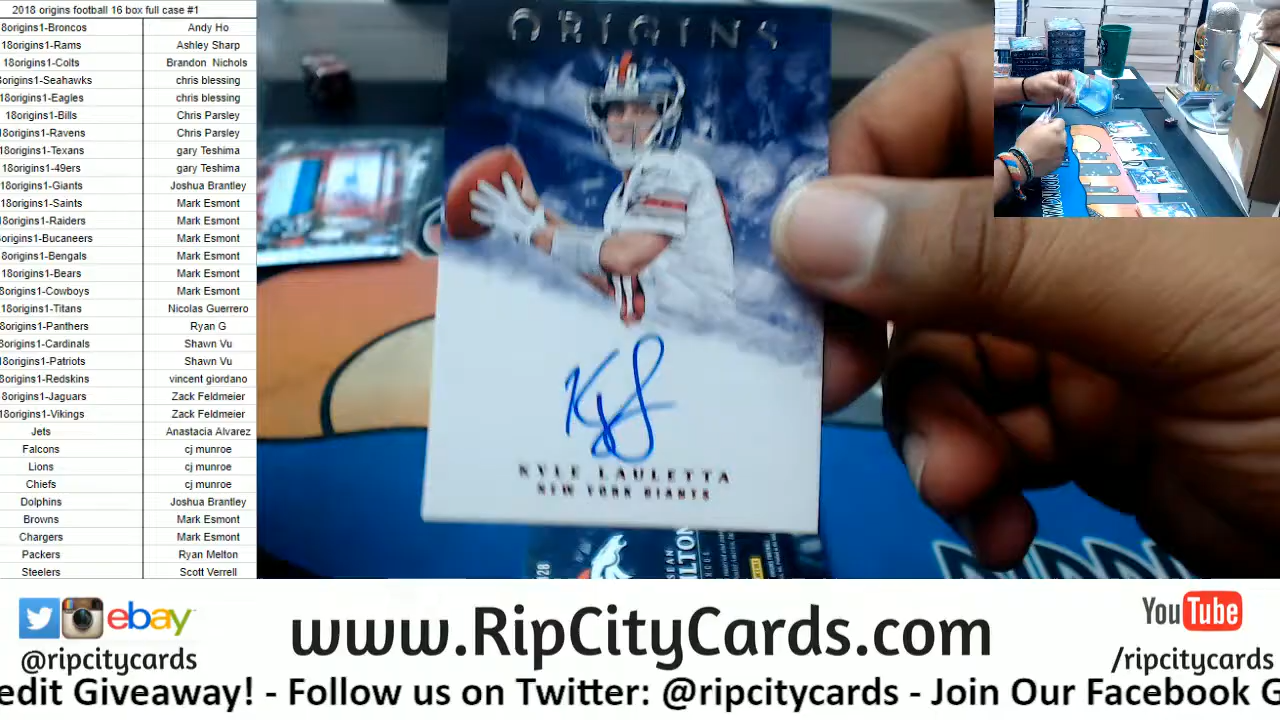 2018 origins football 16 box full case #1
8origins1-Broncos Andy Ho
18origins1-Rams Ashley Sharp
18origins1-Colts Brandon Nichols
8origins1-Seahawks chris blessing
18origins1-Eagles chris blessing
18origins1-Bills Chris Parsley
18origins1-Ravens Chris Parsley
18origins1-Texans gary Teshima
18origins1-49ers gary Teshima
18origins1-Giants Joshua Brantley
18origins1-Saints Mark Esmont
18origins1-Raiders Mark Esmont
origins1-Bucaneers Mark Esmont
18origins1-Bengals Mark Esmont
18origins1-Bears Mark Esmont
18origins1-Cowboys Mark Esmont
18origins1-Titans Nicolas Guerrero
8origins1-Panthers Ryan G
8origins1-Cardinals Shawn Vu
18origins1-Patriots Shawn Vu
8origins1-Redskins vincent giordano
18origins1-Jaguars Zack Feldmeier
18origins1-Vikings Zack Feldmeier
Jets Anastacia Alvarez
Falcons cj munroe
Lions cj munroe
Chiefs cj munroe
Dolphins Joshua Brantley
Browns Mark Esmont
Chargers Mark Esmont
Packers Ryan Melton
Steelers Scott Verrell
ORIGINS
KYLE LAULETTA
NEW YORK GIANTS
ebay
@ripcitycards
www.RipCityCards.com
YouTube
/ripcitycards
edit Giveaway! - Follow us on Twitter: @ripcitycards - Join Our Facebook G